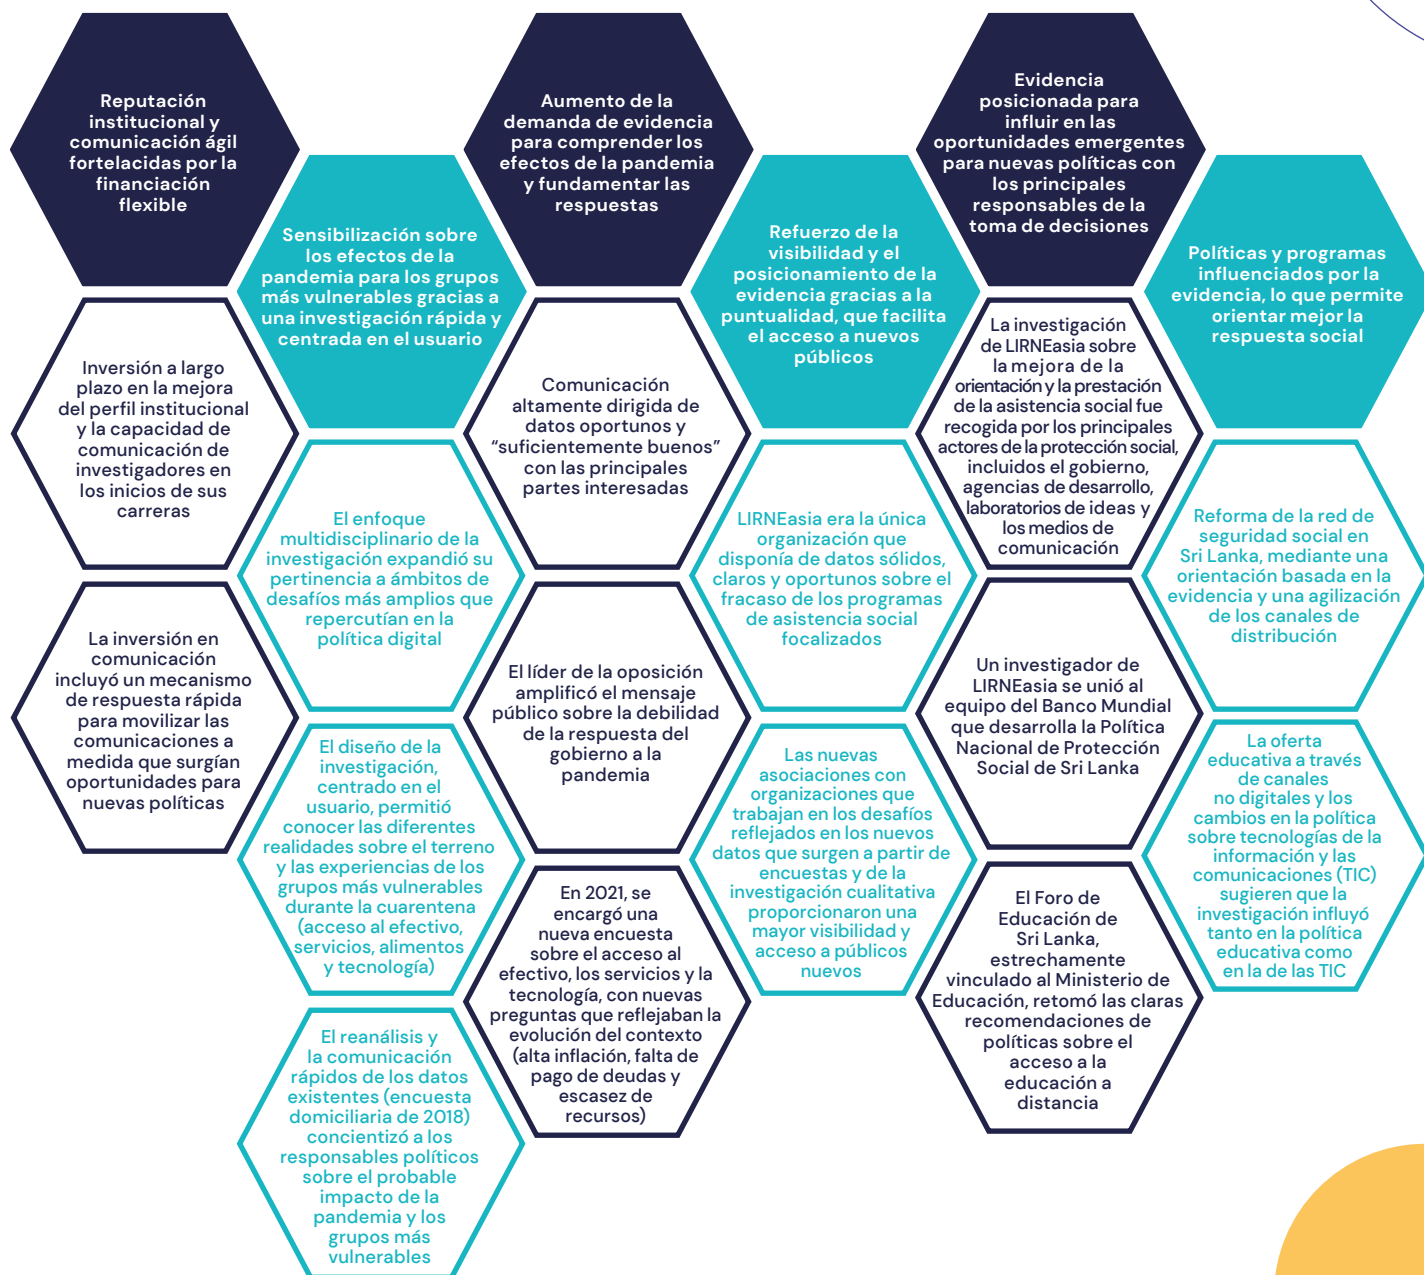 Reputación
institucional y
comunicación ágil
fortelacidas por la
financiación
flexible
Inversión a largo
plazo en la mejora
del perfil institucional
y la capacidad de
comunicación de
investigadores en
los inicios de sus
carreras
La inversión en
comunicación
incluyó un mecanismo
de respuesta rápida
para movilizar las
comunicaciones a
medida que surgían
oportunidades para
nuevas políticas
Sensibilización sobre
los efectos de la
pandemia para los grupos
más vulnerables gracias a
una investigación rápida y
centrada en el usuario
El enfoque
multidisciplinario de la
investigación expandió su
pertinencia a ámbitos de
desafíos más amplios que
repercutían en la
política digital
El diseño de la
investigación,
centrado en el
usuario, permitió
conocer las diferentes
realidades sobre el terreno
y las experiencias de los
grupos más vulnerables
durante la cuarentena
(acceso al efectivo,
servicios, alimentos
y tecnología)
El reanálisis y
la comunicación
rápidos de los datos
existentes (encuesta
domiciliaria de 2018)
concientizó a los
responsables políticos
sobre el probable
impacto de la
pandemia y los
grupos más
vulnerables
Aumento de la
demanda de evidencia
para comprender los
efectos de la pandemia
y fundamentar las
respuestas
Comunicación
altamente dirigida de
datos oportunos y
“suficientemente buenos”
con las principales
partes interesadas
El líder de la oposición
amplificó el mensaje
público sobre la debilidad
de la respuesta del
gobierno a la
pandemia
En 2021, se
encargó una
nueva encuesta
sobre el acceso al
efectivo, los servicios y la
tecnología, con nuevas
preguntas que reflejaban la
evolución del contexto
(alta inflación, falta de
pago de deudas y
escasez de
recursos)
Refuerzo de la
visibilidad y el
posicionamiento de la
evidencia gracias a la
puntualidad, que facilita
el acceso a nuevos
públicos
LIRNEasia era la única
organización que
disponía de datos sólidos,
claros y oportunos sobre el
fracaso de los programas
de asistencia social
focalizados
Las nuevas
asociaciones con
organizaciones que
trabajan en los desafíos
reflejados en los nuevos
datos que surgen a partir de
encuestas y de la
investigación cualitativa
proporcionaron una
mayor visibilidad y
acceso a públicos
nuevos
Evidencia
posicionada para
influir en las
oportunidades emergentes
para nuevas políticas con
los principales
responsables de la
toma de decisiones
La investigación
de LIRNEasia sobre
la mejora de la
orientación y la prestación
de la asistencia social fue
recogida por los principales
actores de la protección social,
incluidos el gobierno,
agencias de desarrollo,
laboratorios de ideas y
los medios de
comunicación
Un investigador de
LIRNEasia se unió al
equipo del Banco Mundial
que desarrolla la Política
Nacional de Protección
Social de Sri Lanka
El Foro de
Educación de
Sri Lanka,
estrechamente
vinculado al Ministerio de
Educación, retomó las claras
recomendaciones de
políticas sobre el
acceso a la
educación a
distancia
Políticas y programas
influenciados por la
evidencia, lo que permite
orientar mejor la
respuesta social
Reforma de la red de
seguridad social en
Sri Lanka, mediante una
orientación basada en la
evidencia y una agilización
de los canales de
distribución
La oferta
educativa a través
de canales
no digitales y los
cambios en la política
sobre tecnologías de la
información y las
comunicaciones (TIC)
sugieren que la
investigación influyó
tanto en la política
educativa como
en la de las TIC